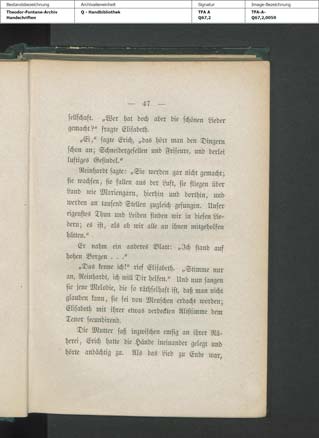 Bestandsbezeichnung
Archivalieneinheit
Signatur
Image-Bezeichnung
Theodor-Fontane-Archiv
Handschriften
Q - Handbibliothek
TFA A
Q67,2
TFA-A-
Q67,2,0059
— 47 —
sellschaft. „Wer hat doch aber die schönen Lieder
gemacht?“ fragte Elisabeth.
„Ei,“ sagte Erich, „das hört man den Dingern
schon an; Schneidergesellen und Friseure, und derlei
luftiges Gesindel.“
Reinhardt sagte: „Sie werden gar nicht gemacht;
sie wachsen, sie fallen aus der Luft, sie fliegen über
Land wie Mariengarn, hierhin und dorthin, und
werden an tausend Stellen zugleich gesungen. Unser
eigenstes Thun und Leiden finden wir in diesen Lie-
dern; es ist, als ob wir alle an ihnen mitgeholfen
hätten.“
Er nahm ein anderes Blatt: „Ich stand auf
hohen Bergen . . .“
„Das kenne ich!“ rief Elisabeth. „Stimme nur
an, Reinhardt, ich will Dir helfen.“ Und nun sangen
sie jene Melodie, die so räthselhaft ist, daß man nicht
glauben kann, sie sei von Menschen erdacht worden;
Elisabeth mit ihrer etwas verdeckten Altstimme dem
Tenor secundirend.
Die Mutter saß inzwischen emsig an ihrer Nä-
herei, Erich hatte die Hände ineinander gelegt und
hörte andächtig zu. Als das Lied zu Ende war,